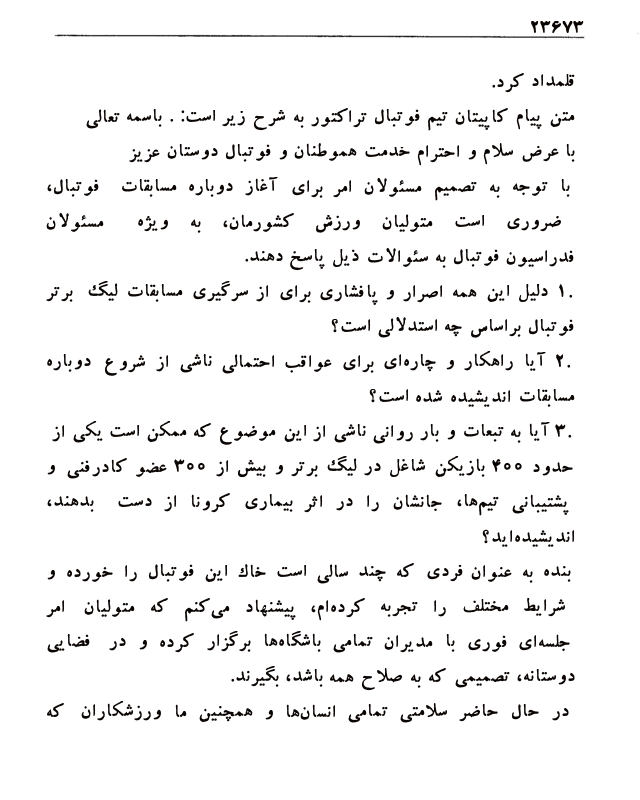 ۲۳۶۷۳
قلمداد کرد.
متن پیام کاپیتان تیم فوتبال تراکتور به شرح زیر است: . باسمه تعالی
با عرض سلام و احترام خدمت هموطنان و فوتبال دوستان عزیز
با توجه به تصمیم مسئولان امر برای آغاز دوباره مسابقات فوتبال،
ضروری است متولیان ورزش کشورمان، به ویژه مسئولان
فدراسیون فوتبال به سئوالات ذیل پاسخ دهند.
۱. دلیل این همه اصرار و پافشاری برای از سرگیری مسابقات لیگ برتر
فوتبال براساس چه استدلالی است؟
۲. آیا راهکار و چاره‌ای برای عواقب احتمالی ناشی از شروع دوباره
مسابقات اندیشیده شده است؟
۳. آیا به تبعات و بار روانی ناشی از این موضوع که ممکن است یکی از
حدود ۴۰۰ بازیکن شاغل در لیگ برتر و بیش از ۳۰۰ عضو کادرفنی و
پشتیبانی تیم‌ها، جانشان را در اثر بیماری کرونا از دست بدهند،
اندیشیده‌اید؟
بنده به عنوان فردی که چند سالی است خاك این فوتبال را خورده و
شرایط مختلف را تجربه کرده‌ام، پیشنهاد می‌کنم که متولیان امر
جلسه‌ای فوری با مدیران تمامی باشگاه‌ها برگزار کرده و در فضایی
دوستانه، تصمیمی که به صلاح همه باشد، بگیرند.
در حال حاضر سلامتی تمامی انسان‌ها و همچنین ما ورزشکاران که